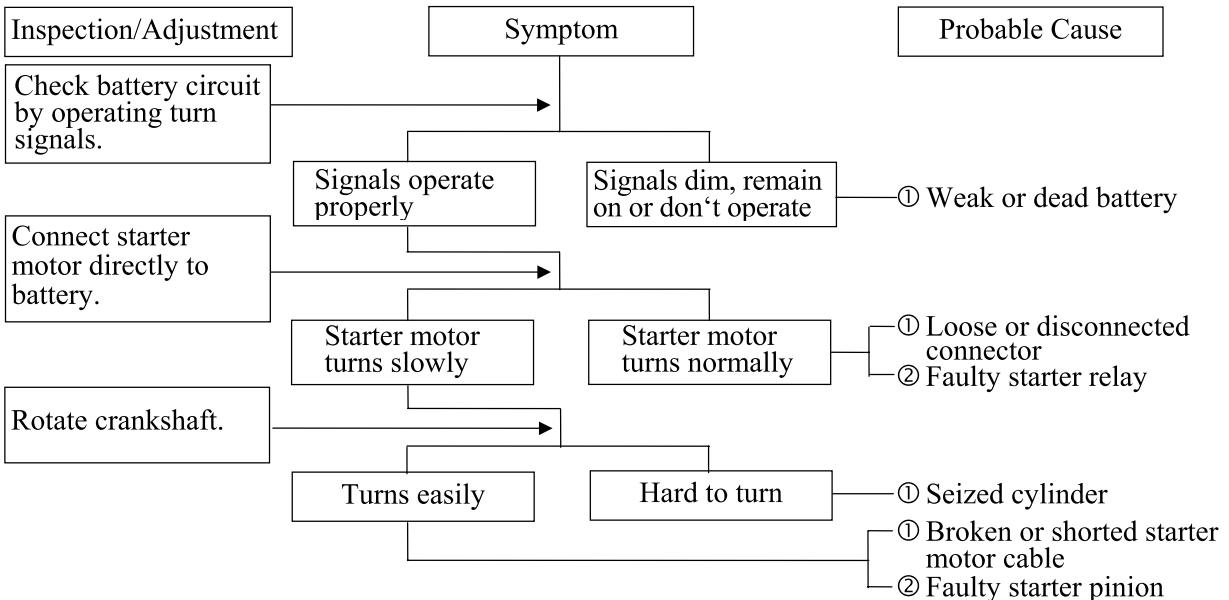 Inspection/Adjustment
Symptom
Probable Cause
Check battery circuit
by operating turn
signals.
Signals operate
properly
Signals dim, remain
on or don‘t operate
① Weak or dead battery
Connect starter
motor directly to
battery.
Starter motor
turns slowly
Starter motor
turns normally
① Loose or disconnected
connector
② Faulty starter relay
Rotate crankshaft.
Turns easily
Hard to turn
① Seized cylinder
① Broken or shorted starter
motor cable
② Faulty starter pinion